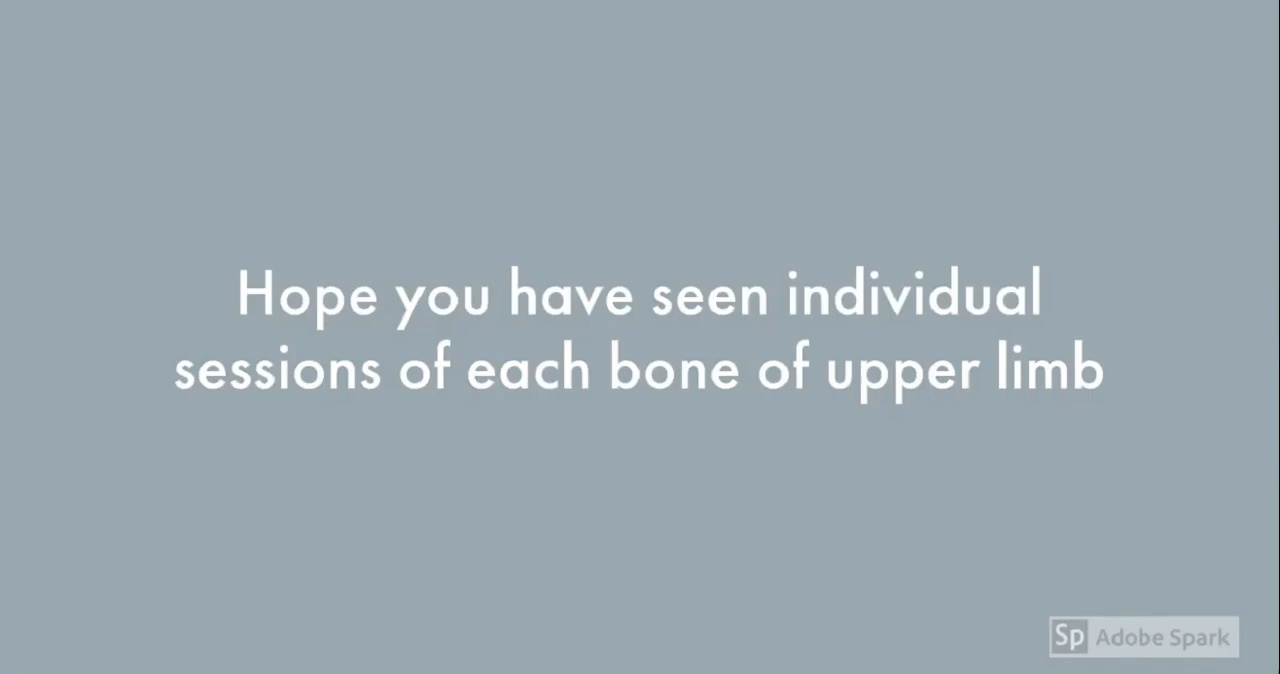 Hope you have seen individual
sessions of each bone of upper limb
Sp Adobe Spark